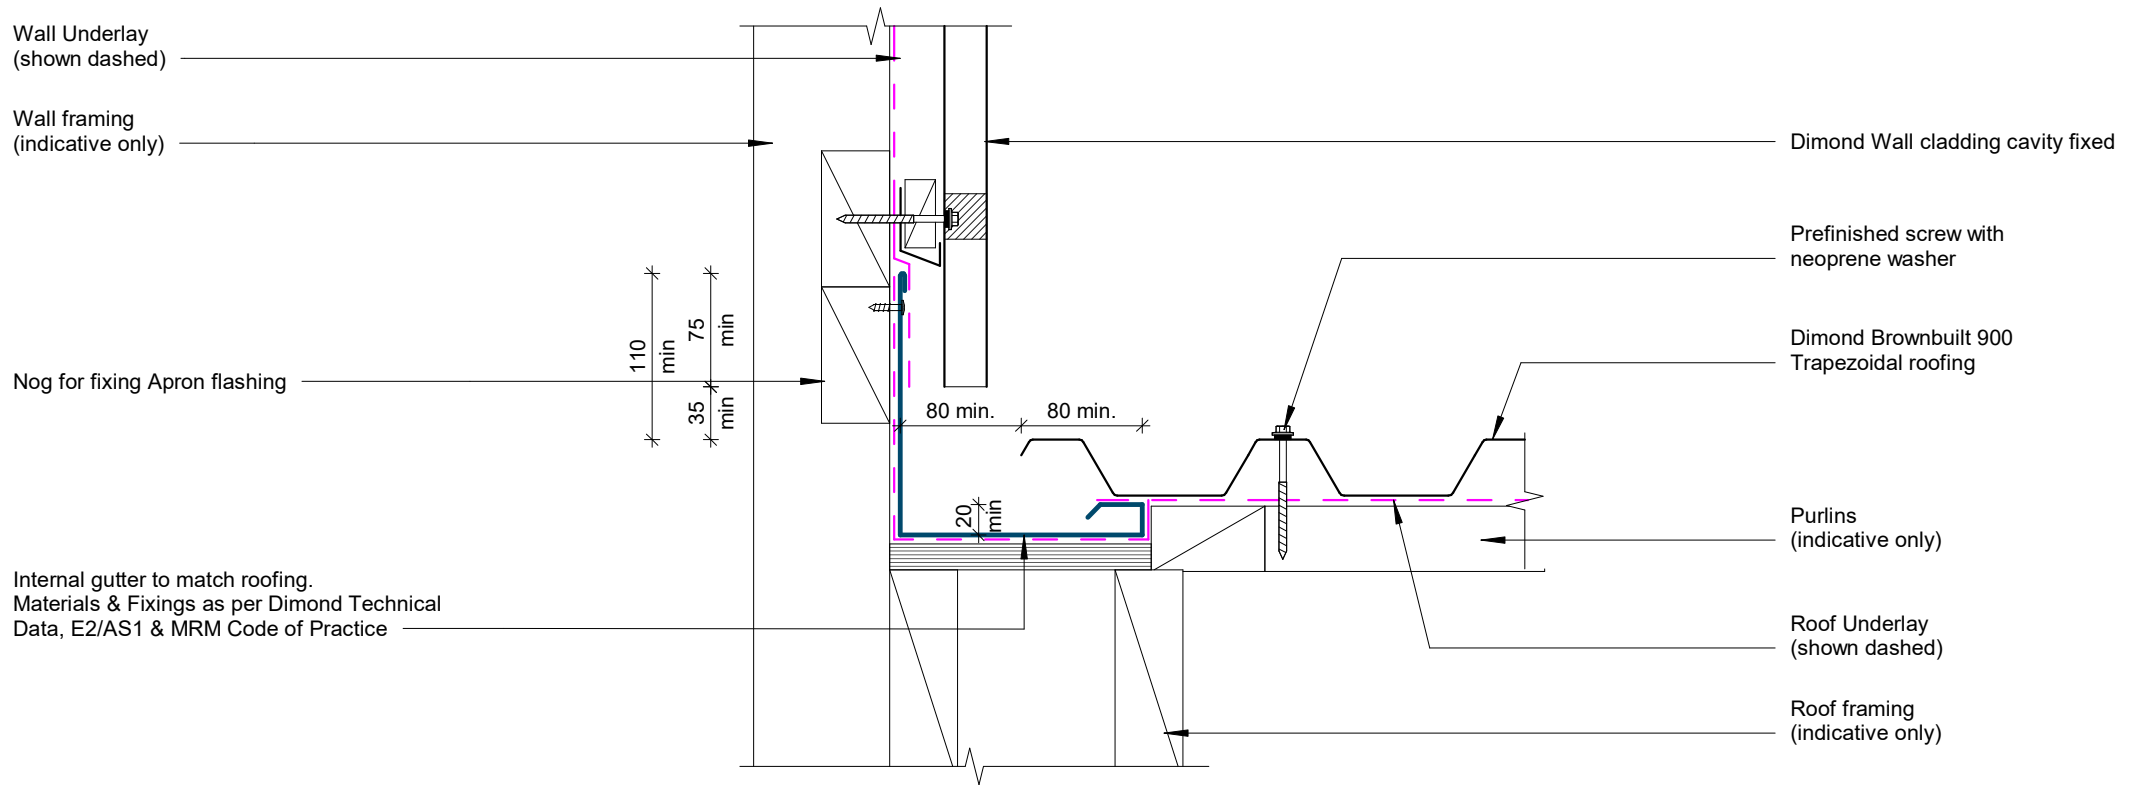 Wall Underlay
(shown dashed)
Wall framing
(indicative only)
Nog for fixing Apron flashing
Internal gutter to match roofing.
Materials & Fixings as per Dimond Technical
Data, E2/AS1 & MRM Code of Practice
110
min
75
min
35
min
80 min.
80 min.
20
min
Dimond Wall cladding cavity fixed
Prefinished screw with
neoprene washer
Dimond Brownbuilt 900
Trapezoidal roofing
Purlins
(indicative only)
Roof Underlay
(shown dashed)
Roof framing
(indicative only)